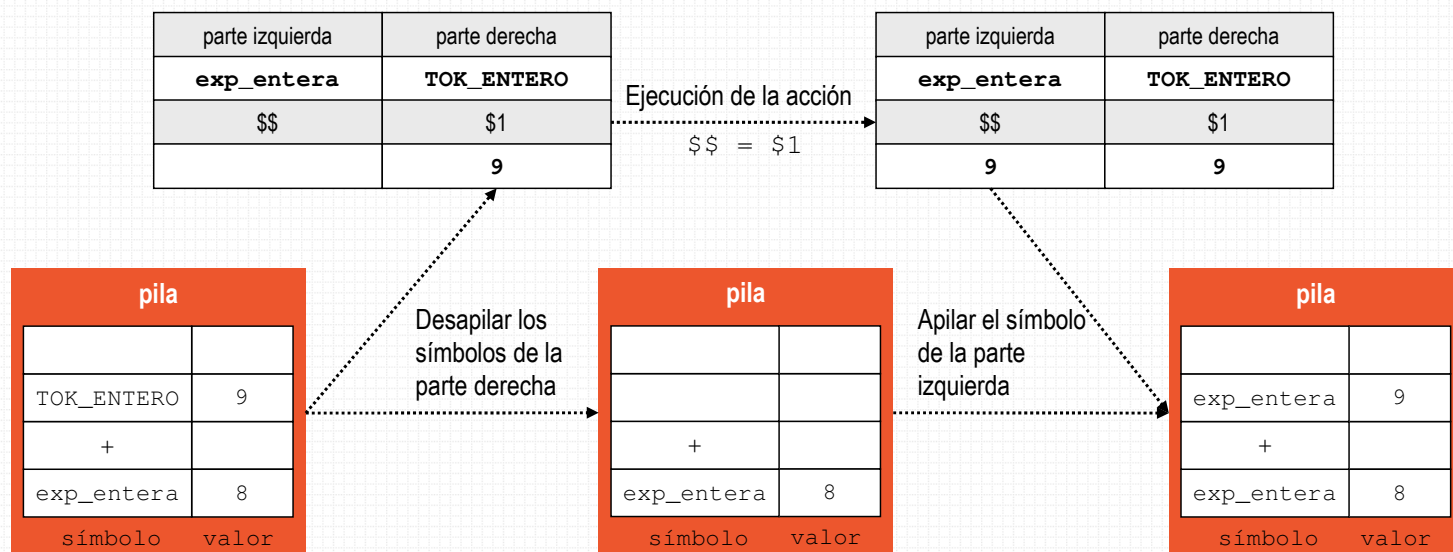 parte izquierda parte derecha
exp_entera TOK_ENTERO
$$ $1
9
Ejecución de la acción
$$ = $1
parte izquierda parte derecha
exp_entera TOK_ENTERO
$$ $1
9 9
pila
TOK_ENTERO 9
+
exp_entera 8
símbolo valor
Desapilar los
símbolos de la
parte derecha
pila
+
exp_entera 8
símbolo valor
Apilar el símbolo
de la parte
izquierda
pila
exp_entera 9
+
exp_entera 8
símbolo valor